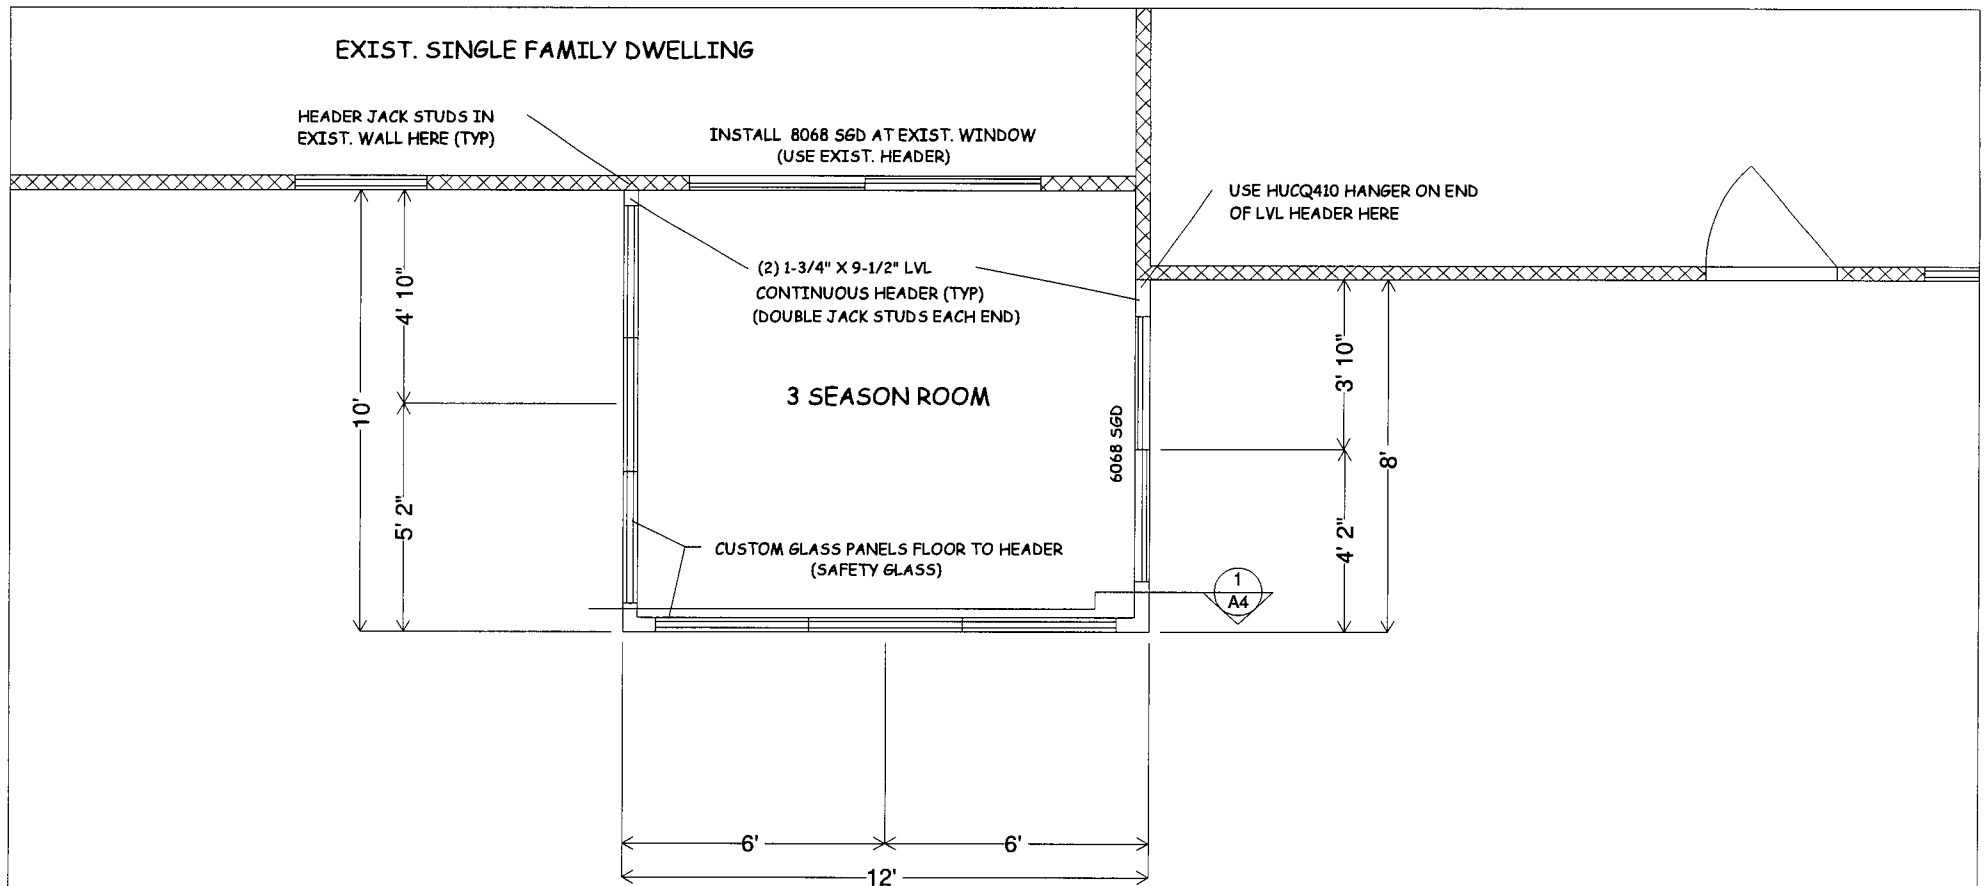 EXIST. SINGLE FAMILY DWELLING
HEADER JACK STUDS IN
EXIST. WALL HERE (TYP)
INSTALL 8068 SGD AT EXIST. WINDOW
(USE EXIST. HEADER)
USE HUCQ410 HANGER ON END
OF LVL HEADER HERE
(2) 1-3/4" X 9-1/2" LVL
CONTINUOUS HEADER (TYP)
(DOUBLE JACK STUDS EACH END)
4' 10"
10'
5' 2"
3 SEASON ROOM
6068 SGD
3' 10"
8'
4' 2"
CUSTOM GLASS PANELS FLOOR TO HEADER
(SAFETY GLASS)
1
A4
6'
6'
12'